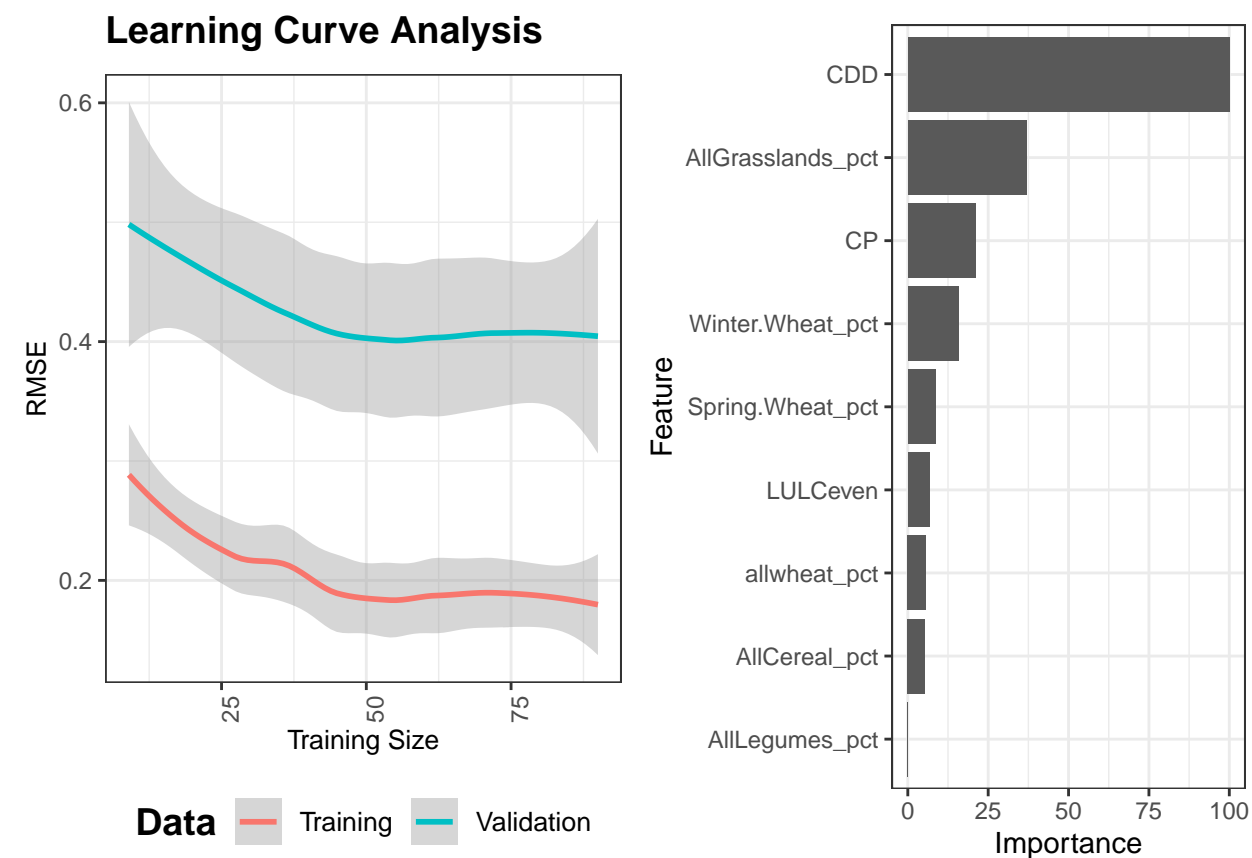 Learning Curve Analysis
0.6
0.4
0.2
RMSE
25
50
75
Training Size
Data
Training
Validation
CDD
AllGrasslands_pct
CP
Winter.Wheat_pct
Spring.Wheat_pct
LULCeven
allwheat_pct
AllCereal_pct
AllLegumes_pct
Feature
0
25
50
75
100
Importance